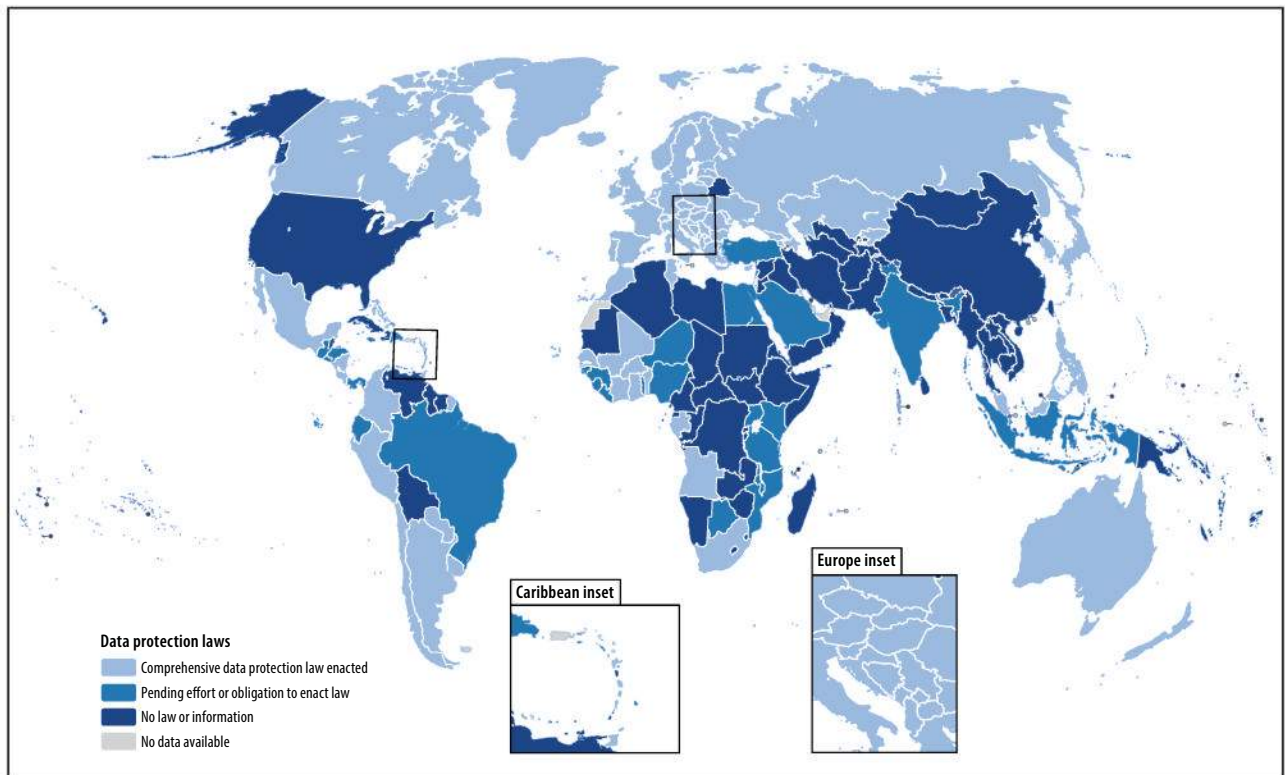 Caribbean inset
Europe inset
Data protection laws
Comprehensive data protection law enacted
Pending effort or obligation to enact law
No law or information
No data available